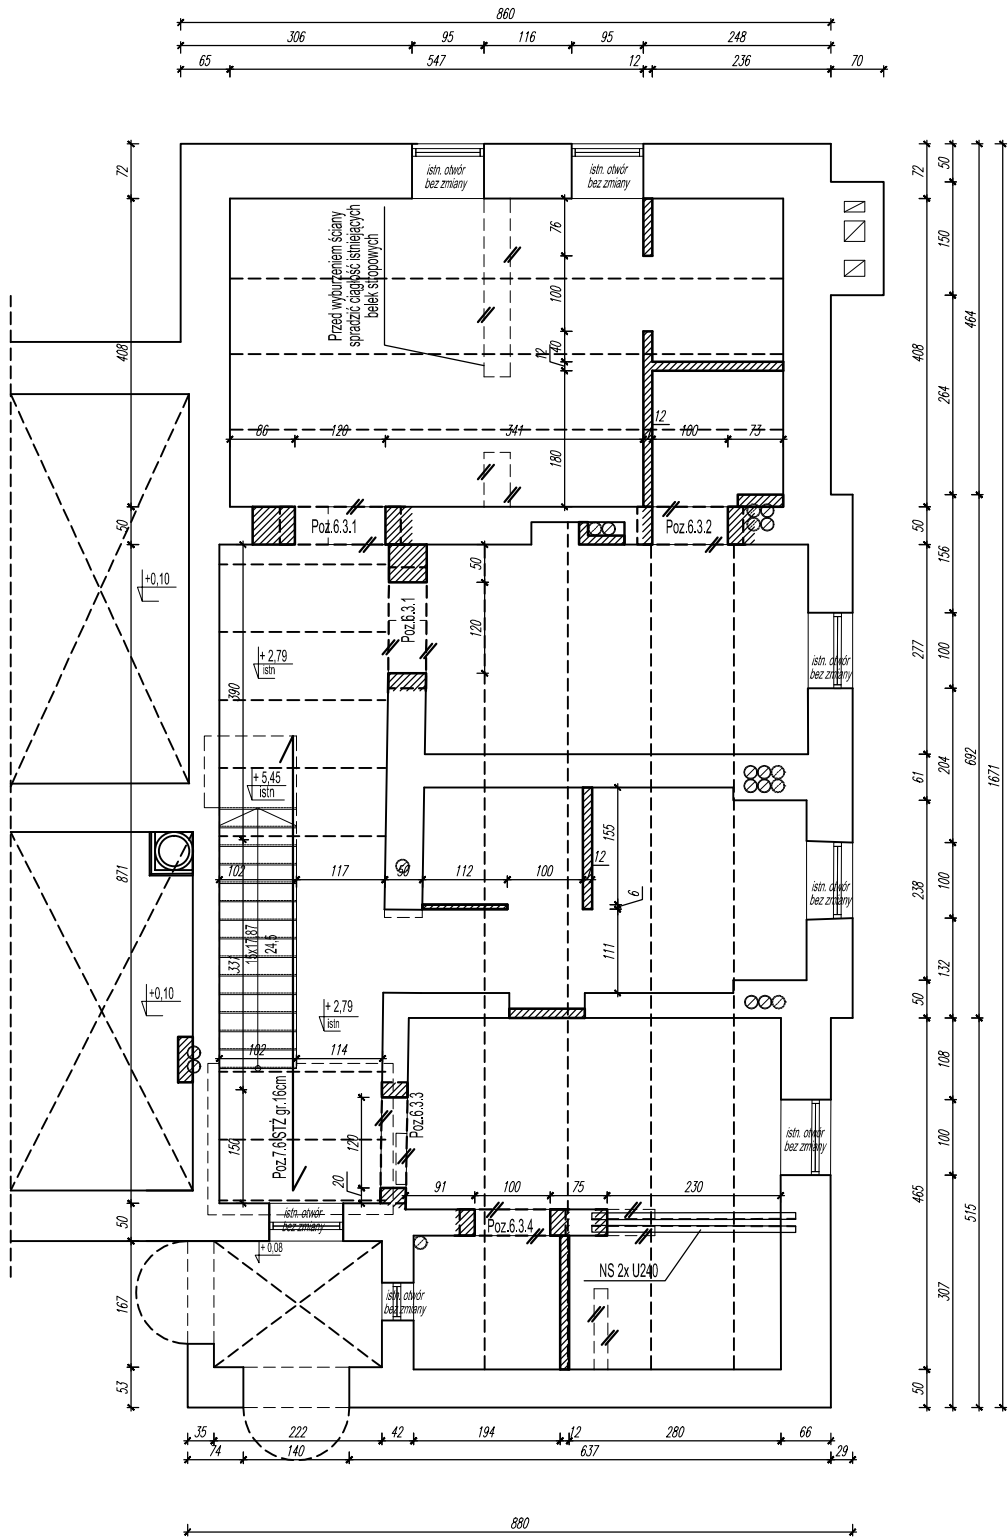 860
306 95 116 95 248
65 547 12 236 70
72
408
50
871
50
167
53
istn. otwór
bez zmiany
istn. otwór
bez zmiany
Przed wyburzeniem ściany
spradzić ciągłość istniejących
belek stropowych
76
100
40
12
180
86 120 341 12 100 73
Poz.6.3.1
Poz.6.3.2
+0,10
Poz.6.3.1
50
120
+ 2,79
istn
390
istn. otwór
bez zmiany
+ 5,45
istn
102 117 50 112 100 12
155
6
111
15x17,87
24,5
331
istn. otwór
bez zmiany
+0,10
+ 2,79
istn
102 114
Poz.7.6 STŻ gr.16cm
150
120
20
Poz.6.3.3
istn. otwór
bez zmiany
91 100 75 230
Poz.6.3.4
NS 2x U240
istn. otwór
bez zmiany
+ 0,08
istn. otwór
bez zmiany
72
408
50
277
61
238
50
465
50
50
150
264
156
100
204
100
132
108
100
307
464
692
515
1671
35 222 42 194 12 280 66
74 140 637 29
880